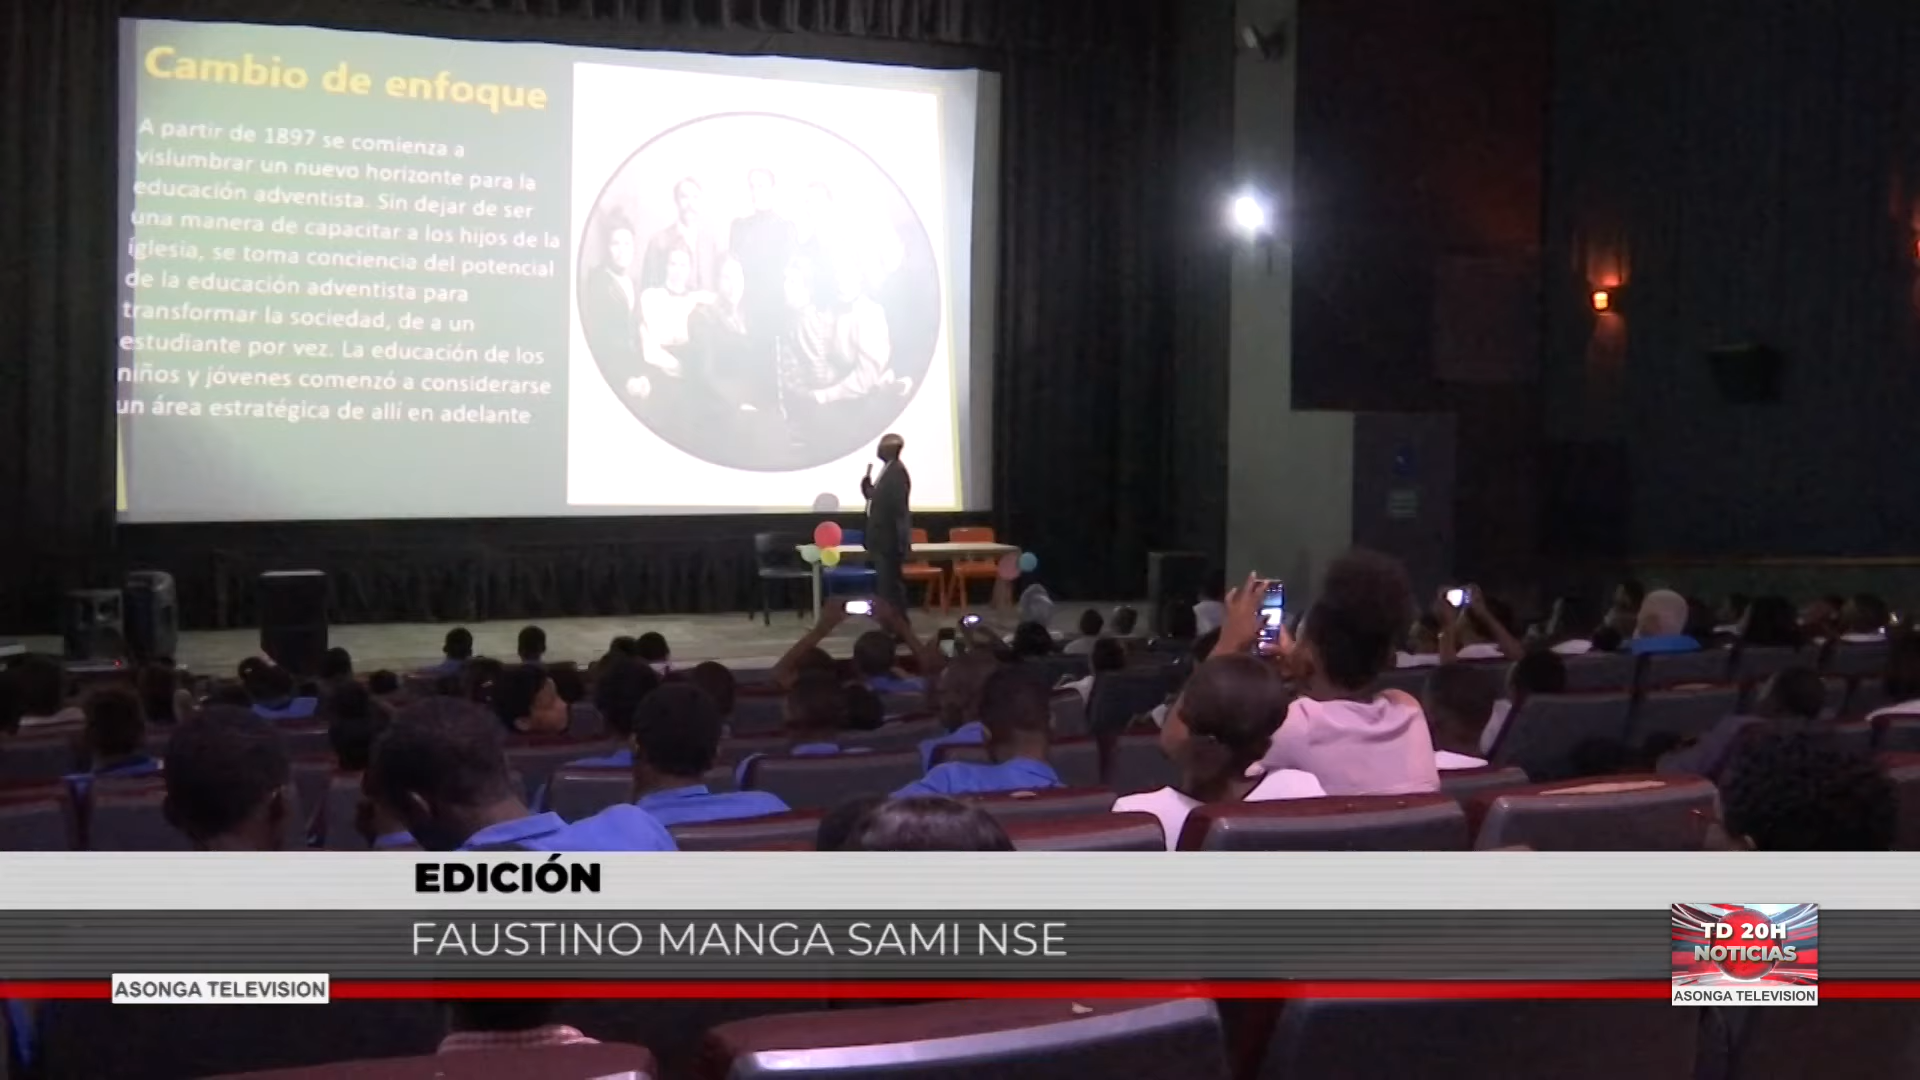 Cambio de enfoque
A partir de 1897 se comienza a
vislumbrar un nuevo horizonte para la
educación adventista. Sin dejar de ser
una manera de capacitar a los hijos de la
iglesia, se toma conciencia del potencial
de la educación adventista para
transformar la sociedad, de a un
estudiante por vez. La educación de los
niños y jóvenes comenzó a considerarse
un área estratégica de allí en adelante
EDICIÓN
FAUSTINO MANGA SAMI NSE
ASONGA TELEVISION
TD 20H
NOTICIAS
ASONGA TELEVISION